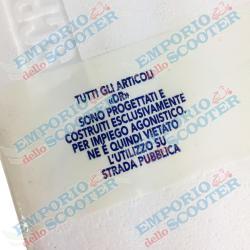 TUTTI GLI ARTICOLI
«DR»
SONO PROGETTATI E
COSTRUITI ESCLUSIVAMENTE
PER IMPIEGO AGONISTICO.
NE È QUINDI VIETATO
L'UTILIZZO SU
STRADA PUBBLICA
EMPORIO
dello
SCOOTER
EMPORIO
dello
SCOOTER
EMPORIO
dello
SCOOTER
EMPORIO
dello
SCOOTER